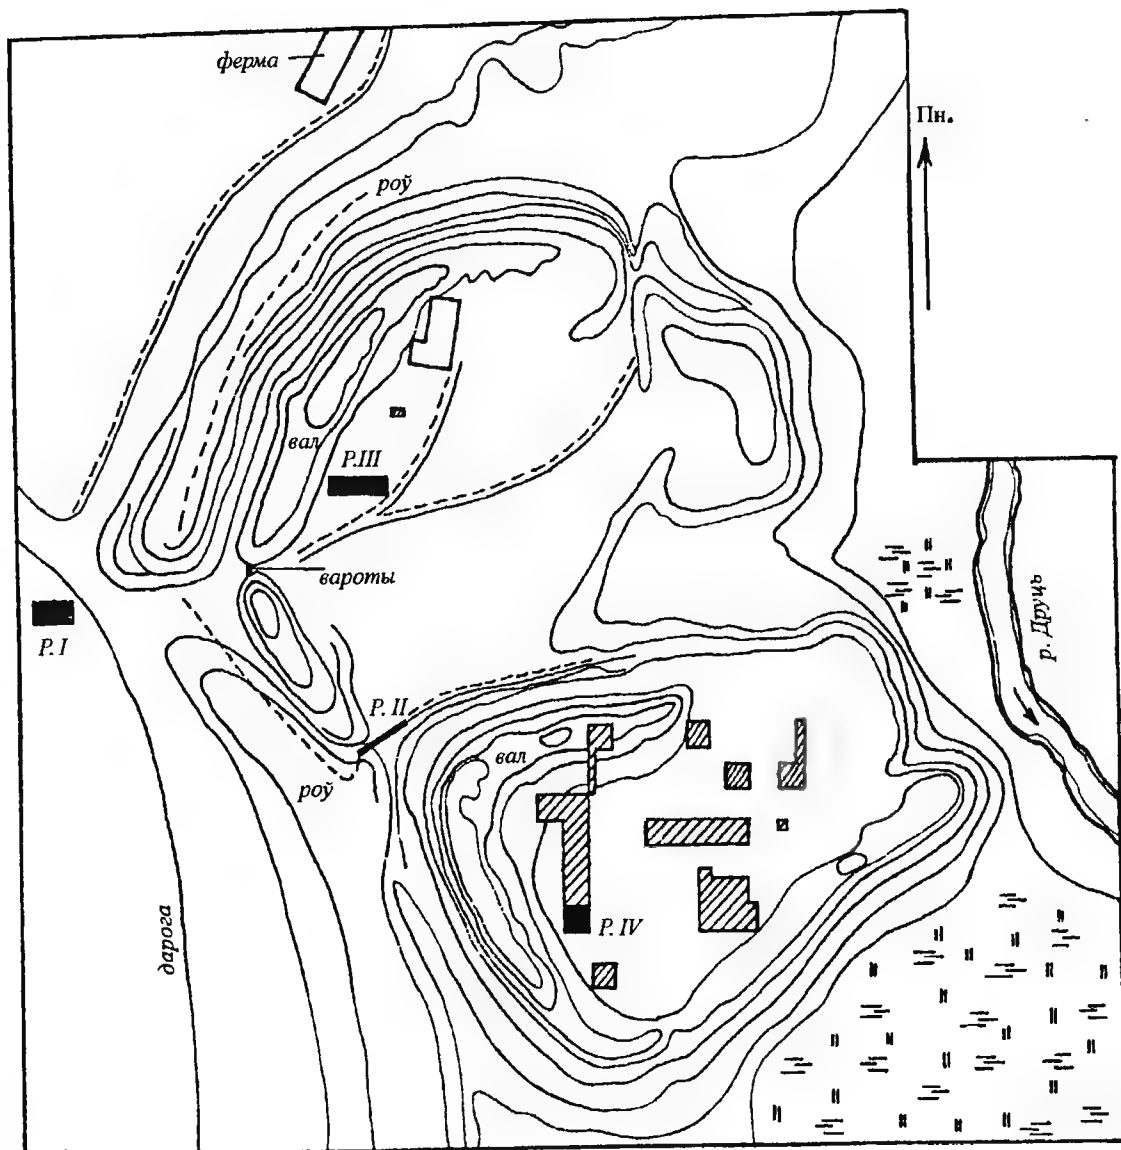 ферма
Пн.
роў
вал
Р.III
вароты
Р. I
р. Друць
Р. II
вал
роў
Р. IV
дарога